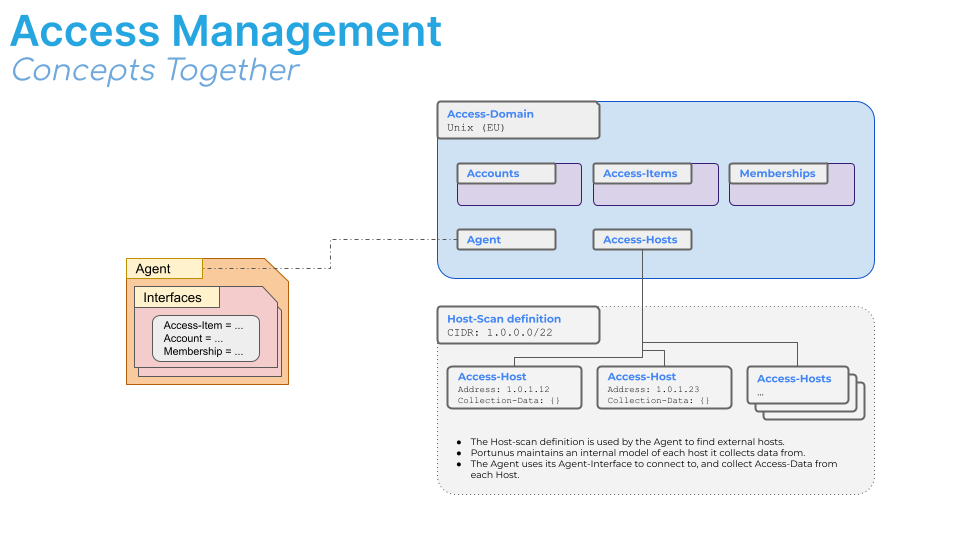 Access Management
Concepts Together
Access-Domain
Unix (EU)
Accounts
Access-Items
Memberships
Agent
Access-Hosts
Agent
Interfaces
Access-Item = ...
Account = ...
Membership = ...
Host-Scan definition
CIDR: 1.0.0.0/22
Access-Host
Address: 1.0.1.12
Collection-Data: {}
Access-Host
Address: 1.0.1.23
Collection-Data: {}
Access-Hosts
…
● The Host-scan definition is used by the Agent to find external hosts.
● Portunus maintains an internal model of each host it collects data from.
● The Agent uses its Agent-Interface to connect to, and collect Access-Data from
each Host.